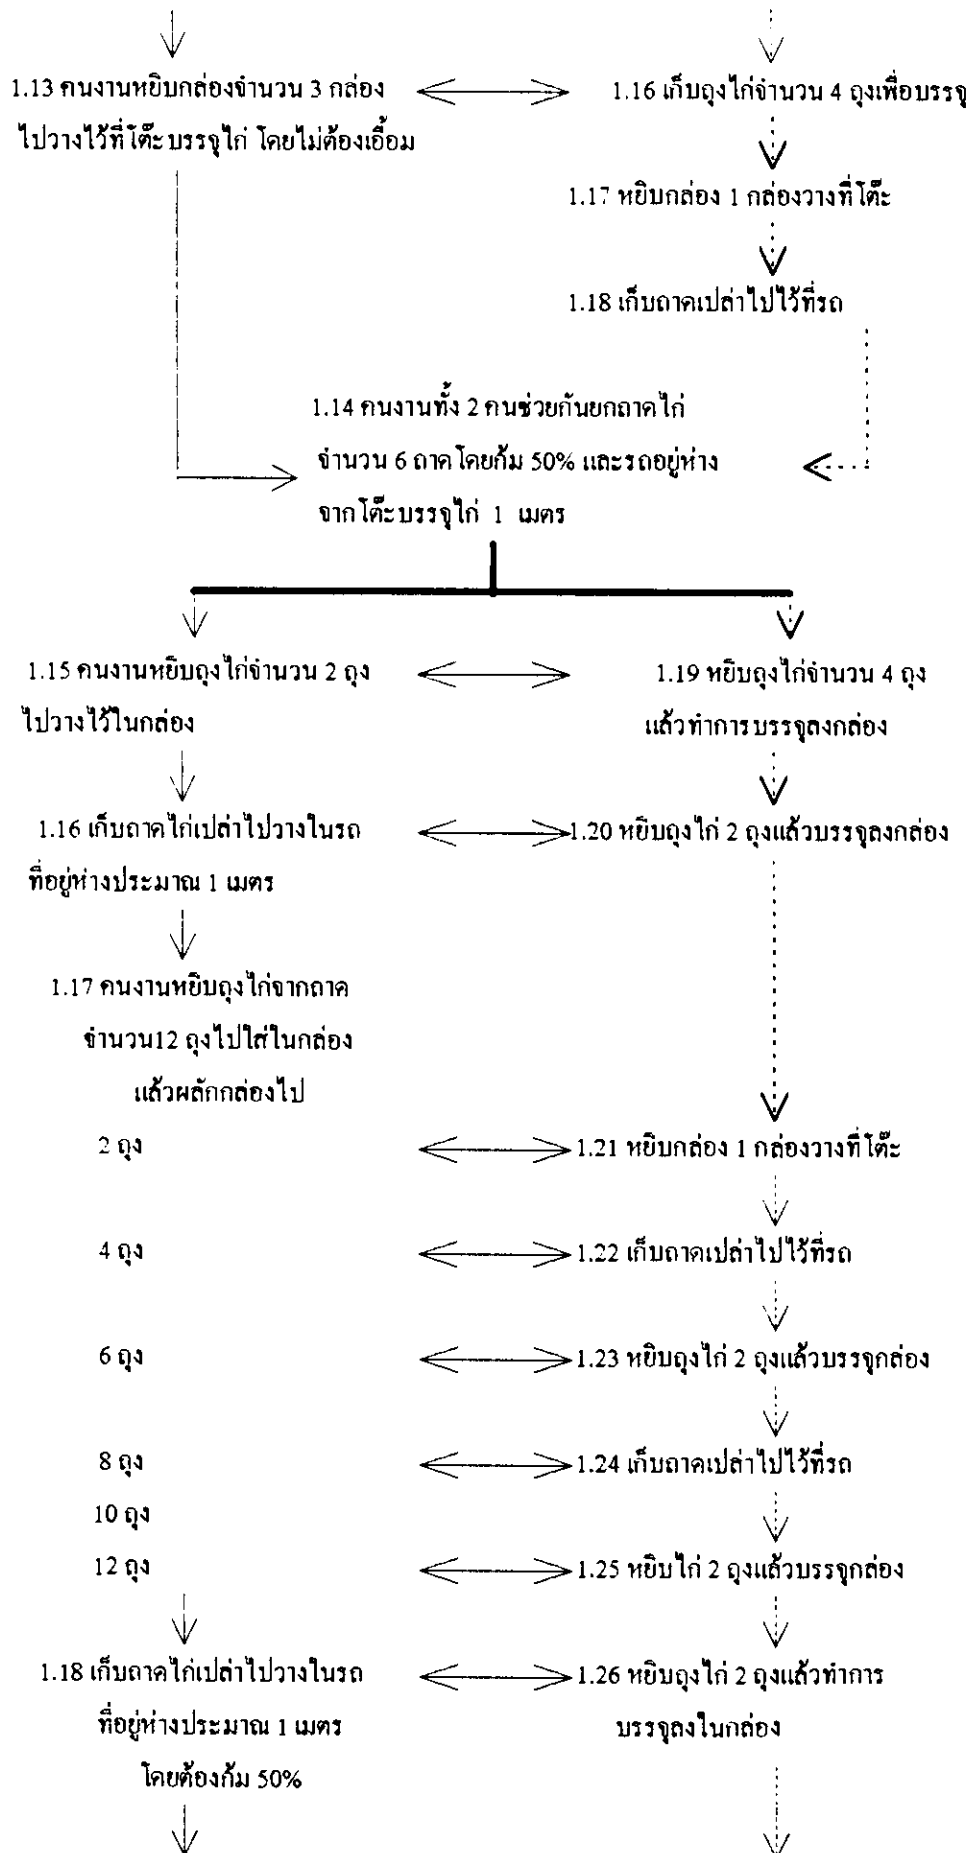 1.13 คนงานหยิบกล่องจำนวน 3 กล่อง
ไปวางไว้ที่โต๊ะบรรจุไก่ โดยไม่ต้องเอื้อม
1.16 เก็บถุงไก่จำนวน 4 ถุงเพื่อบรรจุ
1.17 หยิบกล่อง 1 กล่องวางที่โต๊ะ
1.18 เก็บถาดเปล่าไปไว้ที่รถ
1.14 คนงานทั้ง 2 คนช่วยกันยกถาดไก่
จำนวน 6 ถาดโดยก้ม 50% และรถอยู่ห่าง
จากโต๊ะบรรจุไก่ 1 เมตร
1.15 คนงานหยิบถุงไก่จำนวน 2 ถุง
ไปวางไว้ในกล่อง
1.19 หยิบถุงไก่จำนวน 4 ถุง
แล้วทำการบรรจุลงกล่อง
1.16 เก็บถาดไก่เปล่าไปวางในรถ
ที่อยู่ห่างประมาณ 1 เมตร
1.20 หยิบถุงไก่ 2 ถุงแล้วบรรจุลงกล่อง
1.17 คนงานหยิบถุงไก่จากถาด
จำนวน12 ถุงไปใส่ในกล่อง
แล้วผลักกล่องไป
2 ถุง
1.21 หยิบกล่อง 1 กล่องวางที่โต๊ะ
4 ถุง
1.22 เก็บถาดเปล่าไปไว้ที่รถ
6 ถุง
1.23 หยิบถุงไก่ 2 ถุงแล้วบรรจุกล่อง
8 ถุง
1.24 เก็บถาดเปล่าไปไว้ที่รถ
10 ถุง
12 ถุง
1.25 หยิบไก่ 2 ถุงแล้วบรรจุกล่อง
1.18 เก็บถาดไก่เปล่าไปวางในรถ
ที่อยู่ห่างประมาณ 1 เมตร
โดยต้องก้ม 50%
1.26 หยิบถุงไก่ 2 ถุงแล้วทำการ
บรรจุลงในกล่อง